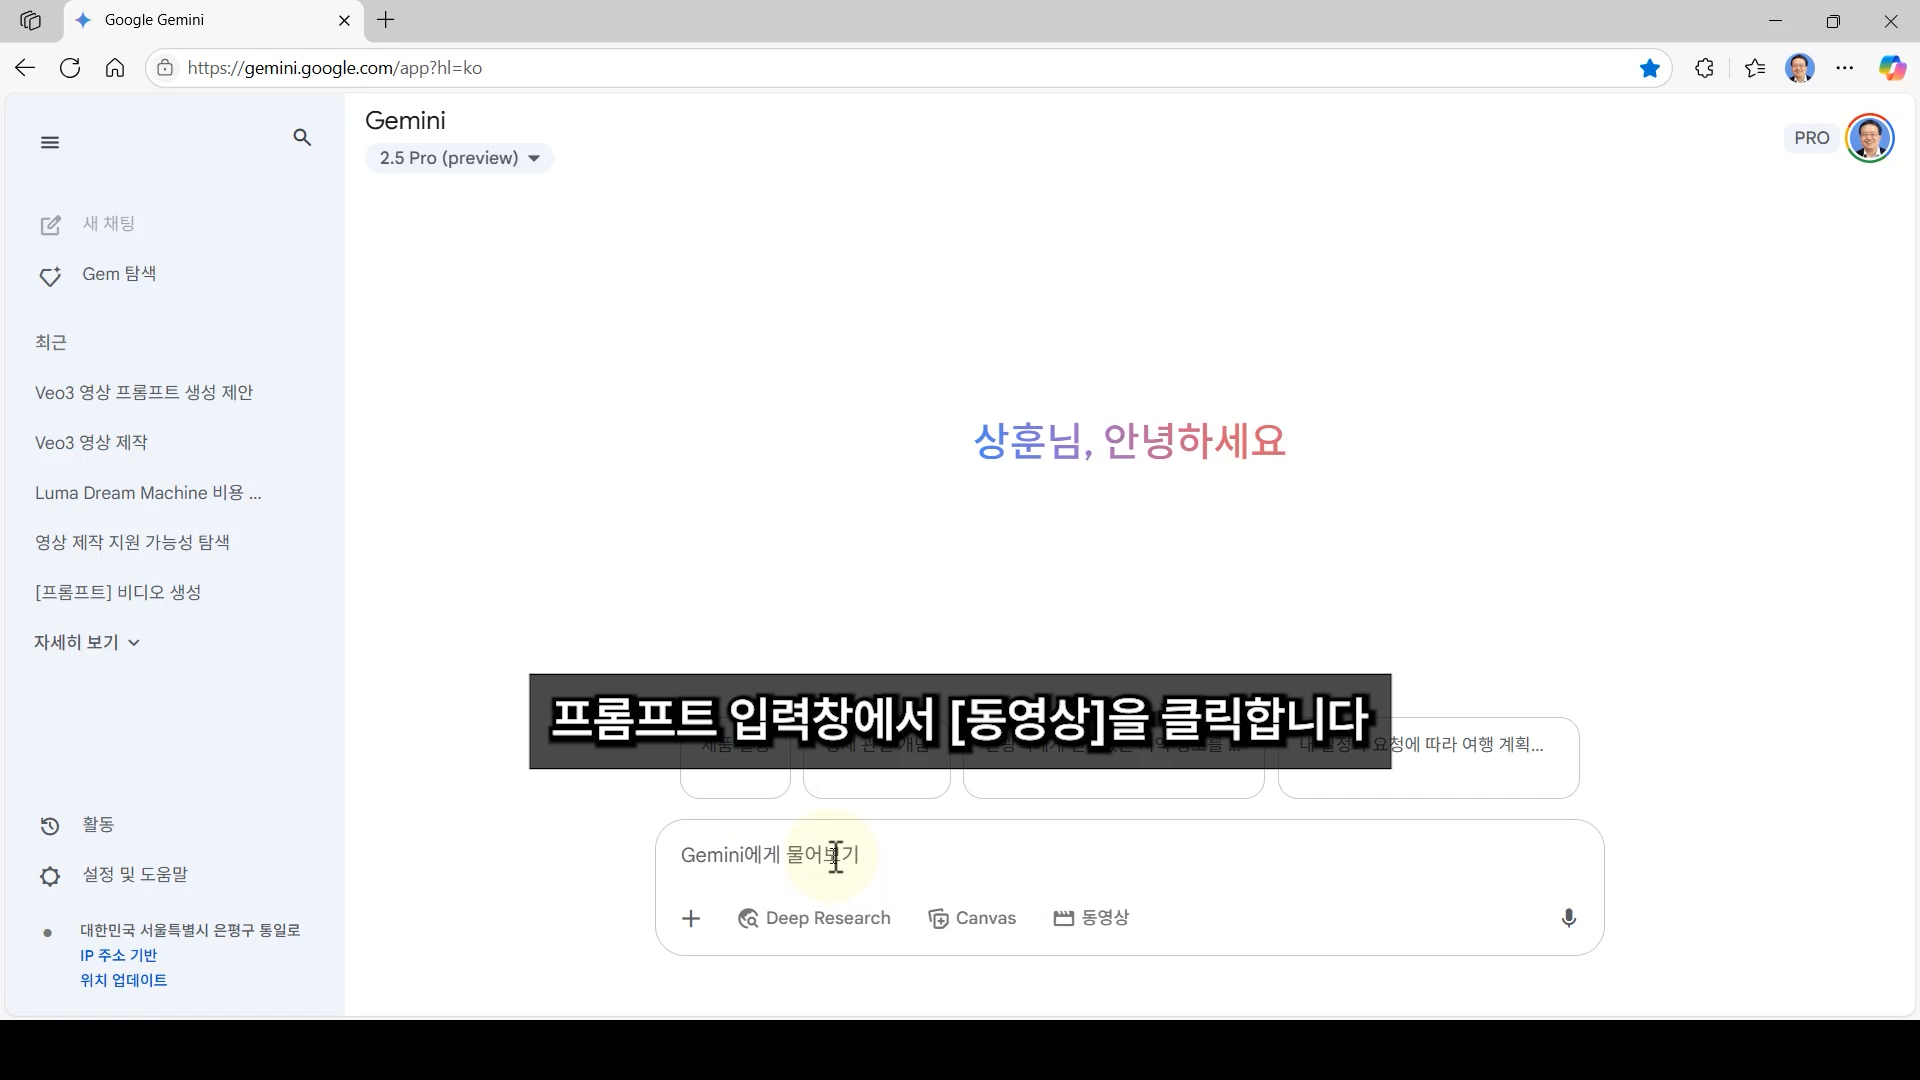 Google Gemini
https://gemini.google.com/app?hl=ko
Gemini
2.5 Pro (preview)
PRO
새 채팅
Gem 탐색
최근
Veo3 영상 프롬프트 생성 제안
Veo3 영상 제작
Luma Dream Machine 비용 ...
영상 제작 지원 가능성 탐색
[프롬프트] 비디오 생성
자세히 보기
상훈님, 안녕하세요
프롬프트 입력창에서 [동영상]을 클릭합니다
요청에 따라 여행 계획...
Gemini에게 물어보기
Deep Research
Canvas
동영상
활동
설정 및 도움말
대한민국 서울특별시 은평구 통일로
IP 주소 기반
위치 업데이트